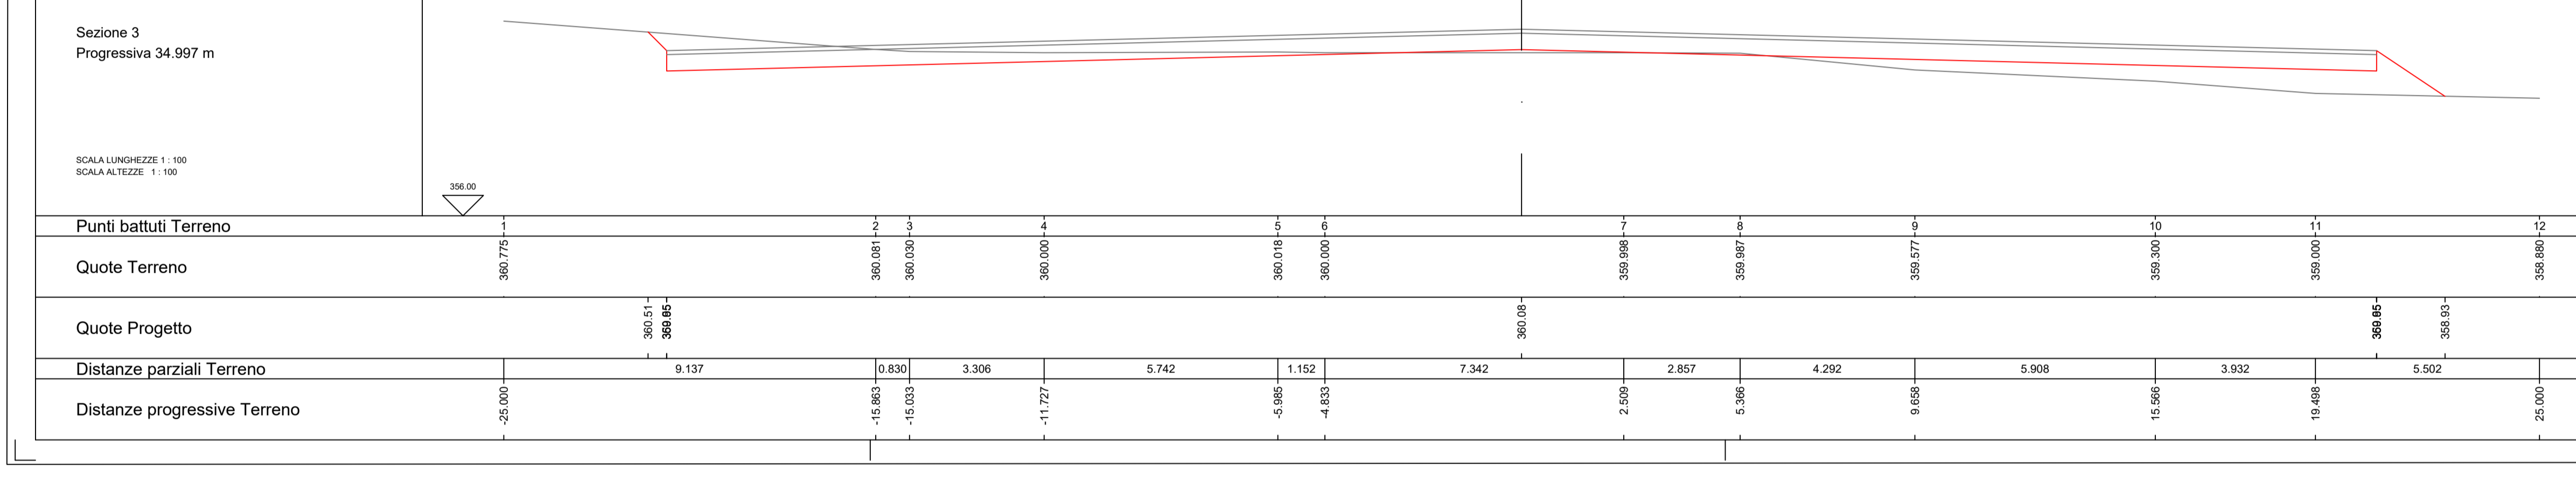 Sezione 3
Progressiva 34.997 m
SCALA LUNGHEZZE 1 : 100
SCALA ALTEZZE 1 : 100
356.00
Punti battuti Terreno 1 2 3 4 5 6 7 8 9 10 11 12
Quote Terreno 360.775 360.081 360.030 360.000 360.018 360.000 359.998 359.987 359.577 359.300 359.000 358.880
Quote Progetto 360.51 360.08 358.93
Distanze parziali Terreno 9.137 0.830 3.306 5.742 1.152 7.342 2.857 4.292 5.908 3.932 5.502
Distanze progressive Terreno -25.000 -15.863 -15.033 -11.727 -5.985 -4.833 2.509 5.366 9.658 15.566 19.498 25.000